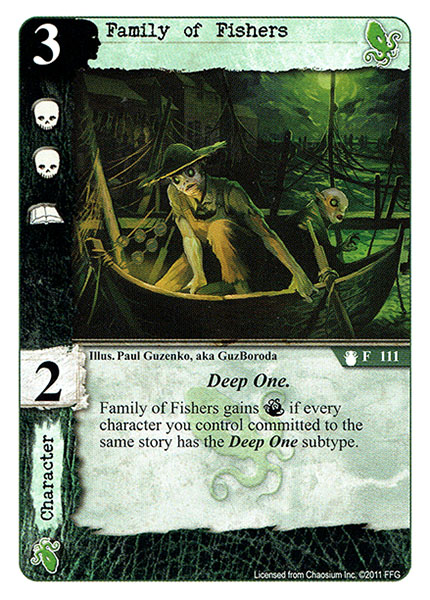 3
Family of Fishers
Illus. Paul Guzenko, aka GuzBoroda
F 111
2
Deep One.
Family of Fishers gains if every
character you control committed to the
same story has the Deep One subtype.
Character
Licensed from Chaosium Inc. ©2011 FFG